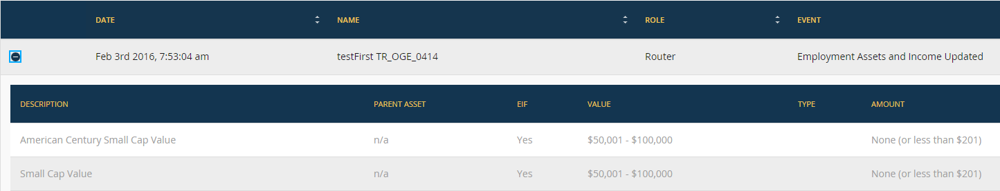 DATE NAME ROLE EVENT
Feb 3rd 2016, 7:53:04 am testFirst TR_OGE_0414 Router Employment Assets and Income Updated
DESCRIPTION PARENT ASSET EIF VALUE TYPE AMOUNT
American Century Small Cap Value n/a Yes $50,001 - $100,000 None (or less than $201)
Small Cap Value n/a Yes $50,001 - $100,000 None (or less than $201)